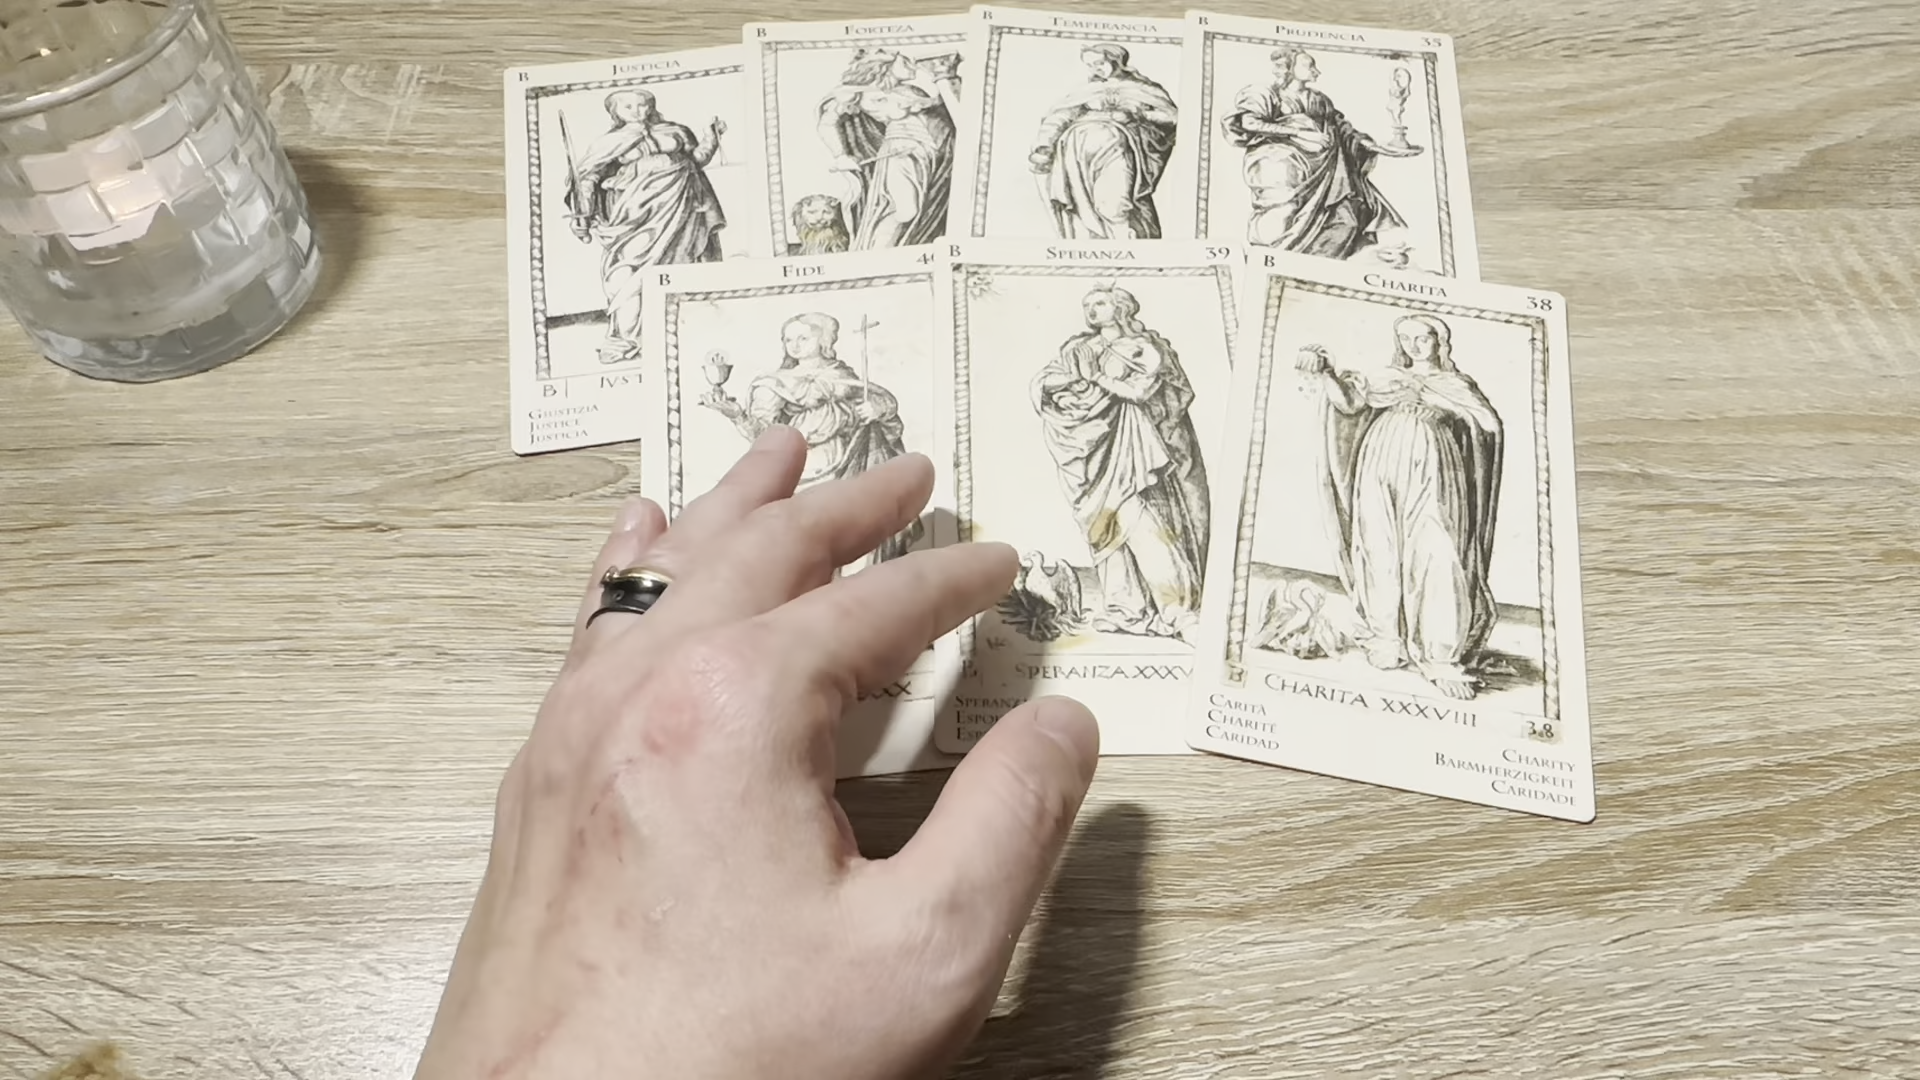 B JUSTICIA
B FORTEZA
B TEMPERANCIA
B PRUDENCIA 35
B
GIUSTIZIA
JUSTICE
JUSTICIA
B FIDE
XXX
B SPERANZA 39
SPERANZA XXXV
B CHARITA 38
B CHARITA XXXVIII 38
CARITÀ
CHARITÉ
CARIDAD
CHARITY
BARMHERZIGKEIT
CARIDADE